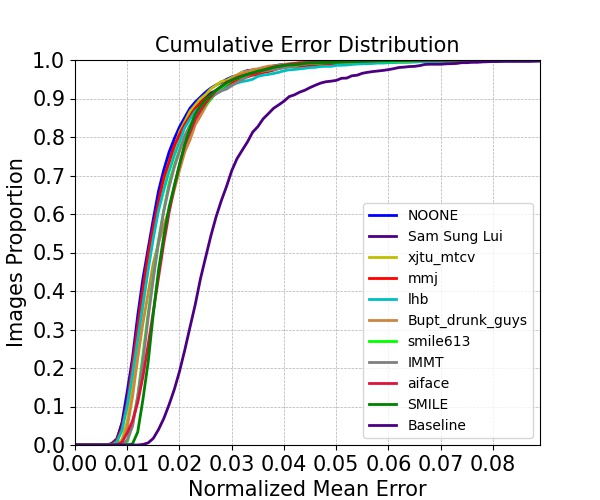 Cumulative Error Distribution
1.0
0.9
0.8
0.7
0.6
0.5
0.4
0.3
0.2
0.1
0.0
Images Proportion
NOONE
Sam Sung Lui
xjtu_mtcv
mmj
lhb
Bupt_drunk_guys
smile613
IMMT
aiface
SMILE
Baseline
0.00 0.01 0.02 0.03 0.04 0.05 0.06 0.07 0.08
Normalized Mean Error